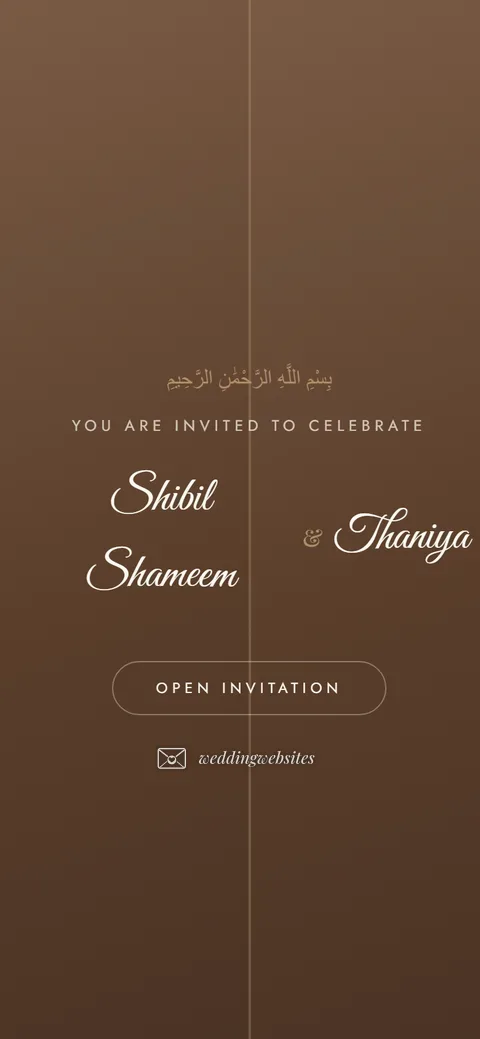 بِسْمِ اللَّهِ الرَّحْمَٰنِ الرَّحِيمِ
YOU ARE INVITED TO CELEBRATE
Shibil
Shameem
& Thaniya
OPEN INVITATION
weddingwebsites